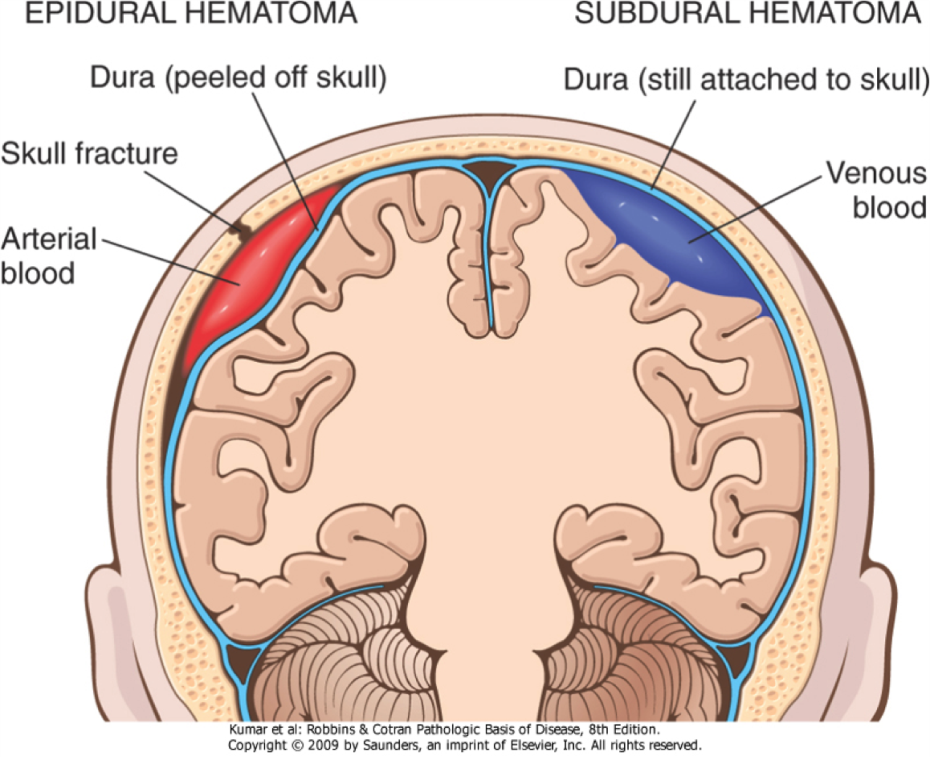 EPIDURAL HEMATOMA
SUBDURAL HEMATOMA
Dura (peeled off skull)
Dura (still attached to skull)
Skull fracture
Venous
blood
Arterial
blood
Kumar et al: Robbins & Cotran Pathologic Basis of Disease, 8th Edition.
Copyright © 2009 by Saunders, an imprint of Elsevier, Inc. All rights reserved.